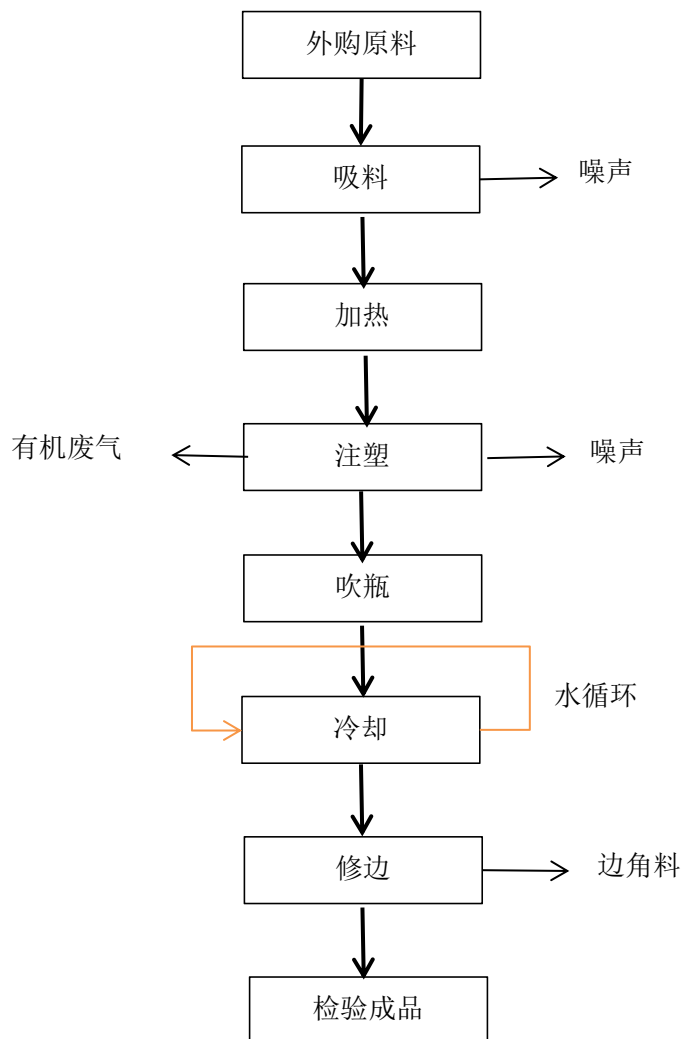 外购原料
吸料
噪声
加热
有机废气
注塑
噪声
吹瓶
水循环
冷却
修边
边角料
检验成品